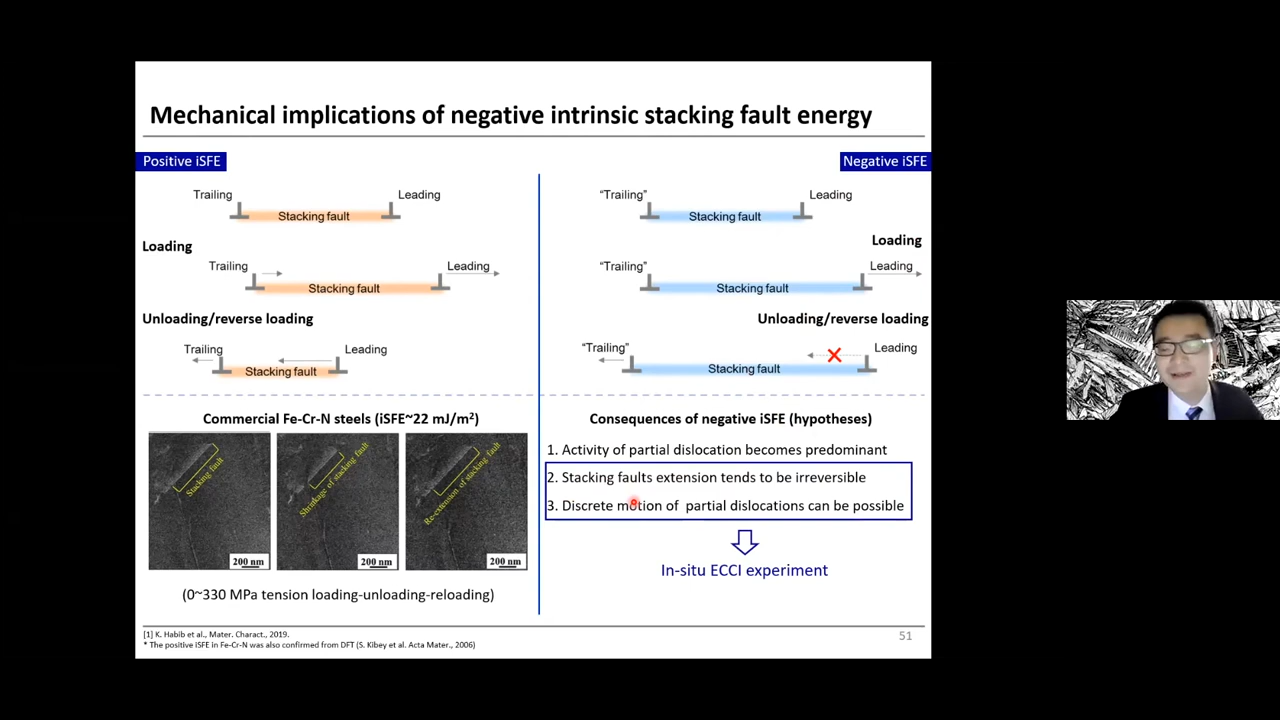 Mechanical implications of negative intrinsic stacking fault energy
Positive iSFE
Trailing
Leading
Stacking fault
Loading
Trailing
Leading
Stacking fault
Unloading/reverse loading
Trailing
Leading
Stacking fault
Commercial Fe-Cr-N steels (iSFE~22 mJ/m²)
Stacking fault
200 nm
Shrinkage of stacking fault
200 nm
Re-extension of stacking fault
200 nm
(0~330 MPa tension loading-unloading-reloading)
Negative iSFE
“Trailing”
Leading
Stacking fault
Loading
“Trailing”
Leading
Stacking fault
Unloading/reverse loading
“Trailing”
Leading
Stacking fault
Consequences of negative iSFE (hypotheses)
1. Activity of partial dislocation becomes predominant
2. Stacking faults extension tends to be irreversible
3. Discrete motion of partial dislocations can be possible
In-situ ECCI experiment
[1] K. Habib et al., Mater. Charact., 2019.
* The positive iSFE in Fe-Cr-N was also confirmed from DFT (S. Kibey et al. Acta Mater., 2006)
51